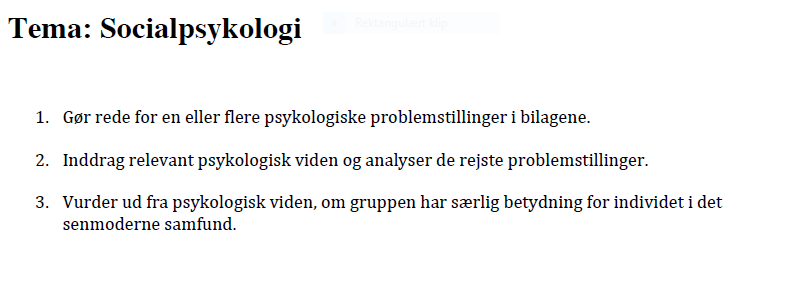 Tema: Socialpsykologi
Rektangulært klip
1. Gør rede for en eller flere psykologiske problemstillinger i bilagene.
2. Inddrag relevant psykologisk viden og analyser de rejste problemstillinger.
3. Vurder ud fra psykologisk viden, om gruppen har særlig betydning for individet i det
senmoderne samfund.